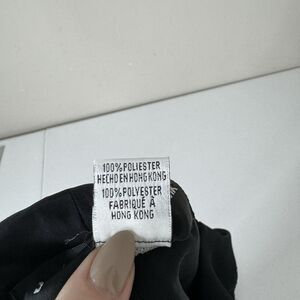 100% POLIESTER
HECHO EN HONG KONG
100% POLYESTER
FABRIQUÉ À
HONG KONG